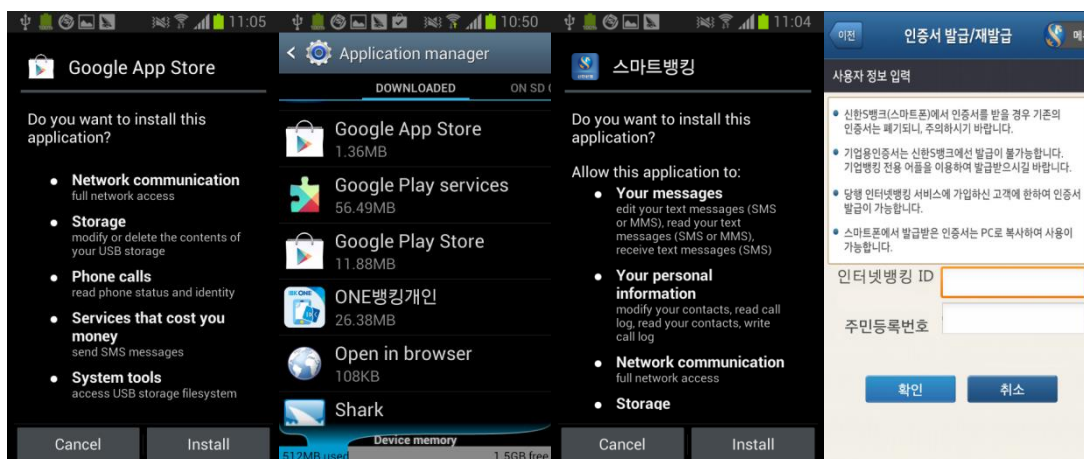 11:05
Google App Store
Do you want to install this
application?
Network communication
full network access
Storage
modify or delete the contents of
your USB storage
Phone calls
read phone status and identity
Services that cost you
money
send SMS messages
System tools
access USB storage filesystem
Cancel
Install
10:50
Application manager
DOWNLOADED
ON SD
Google App Store
1.36MB
Google Play services
56.49MB
Google Play Store
11.88MB
ONE뱅킹개인
26.38MB
Open in browser
108KB
Shark
Device memory
512MB used
1.5GB free
11:04
스마트뱅킹
Do you want to install this
application?
Allow this application to:
Your messages
edit your text messages (SMS
or MMS), read your text
messages (SMS or MMS),
receive text messages (SMS)
Your personal
information
modify your contacts, read call
log, read your contacts, write
call log
Network communication
full network access
Storage
Cancel
Install
이전
인증서 발급/재발급
사용자 정보 입력
신한S뱅크(스마트폰)에서 인증서를 받을 경우 기존의
인증서는 폐기되니, 주의하시기 바랍니다.
기업용인증서는 신한S뱅크에선 발급이 불가능합니다.
기업뱅킹 전용 어플을 이용하여 발급받으시길 바랍니다.
당행 인터넷뱅킹 서비스에 가입하신 고객에 한하여 인증서
발급이 가능합니다.
스마트폰에서 발급받은 인증서는 PC로 복사하여 사용이
가능합니다.
인터넷뱅킹 ID
주민등록번호
확인
취소